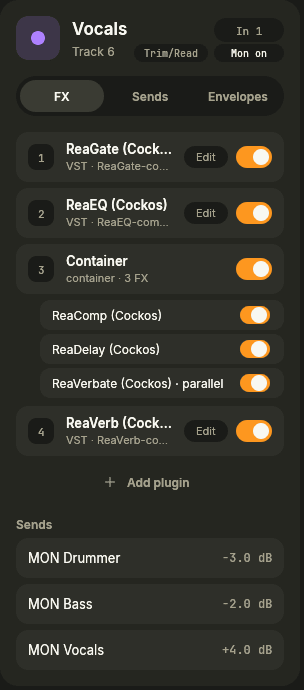 Vocals
In 1
Track 6
Trim/Read
Mon on
FX
Sends
Envelopes
1
ReaGate (Cock...
VST · ReaGate-co...
Edit
2
ReaEQ (Cockos)
VST · ReaEQ-com...
Edit
3
Container
container · 3 FX
ReaComp (Cockos)
ReaDelay (Cockos)
ReaVerbate (Cockos) · parallel
4
ReaVerb (Cock...
VST · ReaVerb-co...
Edit
+ Add plugin
Sends
MON Drummer -3.0 dB
MON Bass -2.0 dB
MON Vocals +4.0 dB